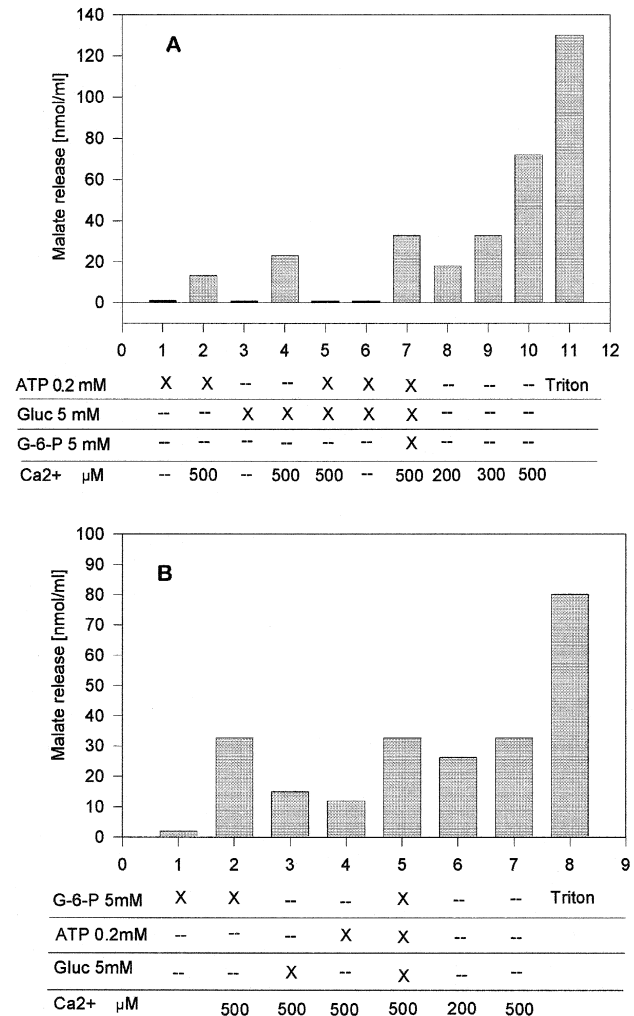 A
Malate release [nmol/ml]
140
120
100
80
60
40
20
0
0 1 2 3 4 5 6 7 8 9 10 11 12
ATP 0.2 mM X X -- -- X X X -- -- -- Triton
Gluc 5 mM -- -- X X X X X -- -- --
G-6-P 5 mM -- -- -- -- -- -- X -- -- --
Ca2+ µM -- 500 -- 500 500 -- 500 200 300 500
B
Malate release [nmol/ml]
100
90
80
70
60
50
40
30
20
10
0
0 1 2 3 4 5 6 7 8 9
G-6-P 5mM X X -- -- X -- -- Triton
ATP 0.2mM -- -- -- X X -- --
Gluc 5mM -- -- X -- X -- --
Ca2+ µM 500 500 500 500 200 500